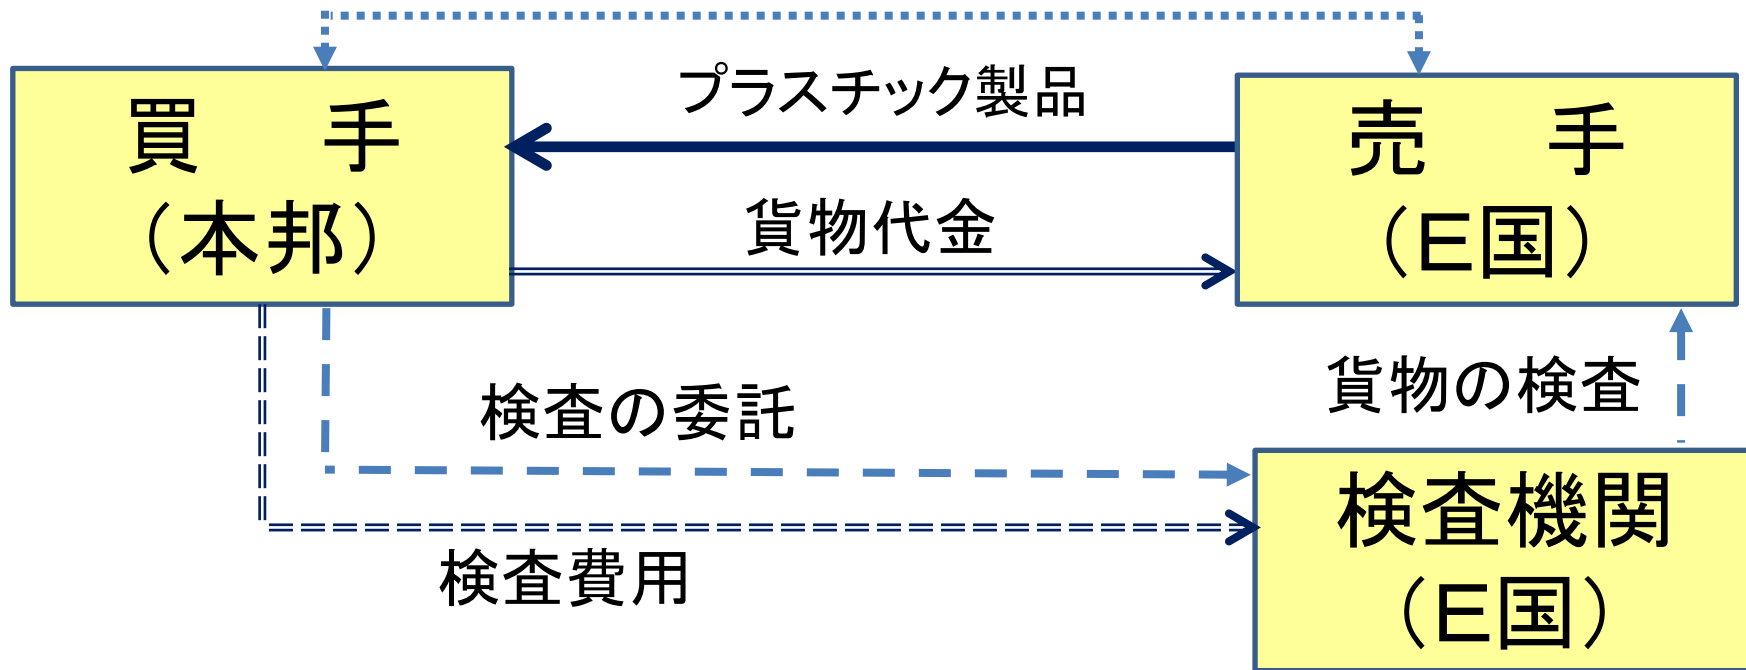 プラスチック製品
買　手
（本邦）
売　手
（E国）
貨物代金
貨物の検査
検査の委託
検査機関
（E国）
検査費用